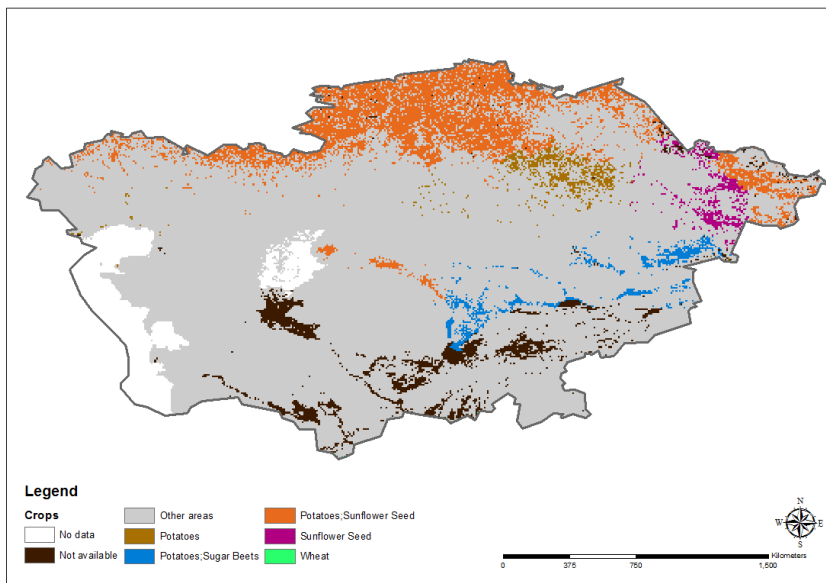 Legend
Crops
No data
Not available
Other areas
Potatoes
Potatoes;Sugar Beets
Potatoes;Sunflower Seed
Sunflower Seed
Wheat
N
W E
S
Kilometers
0 375 750 1,500